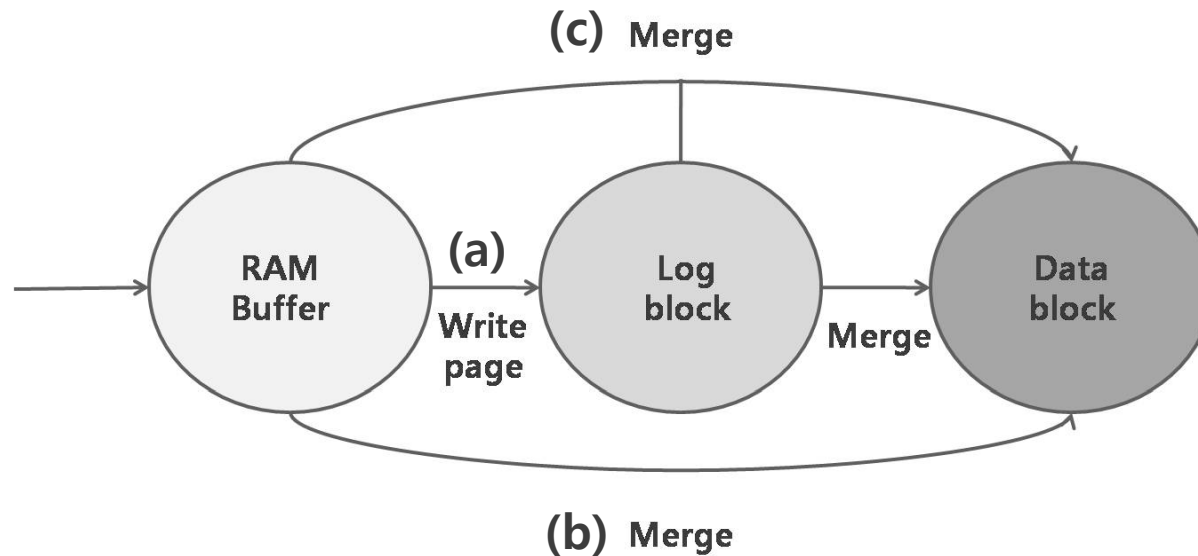 (c) Merge
RAM
Buffer
(a)
Write
page
Log
block
Merge
Data
block
(b) Merge